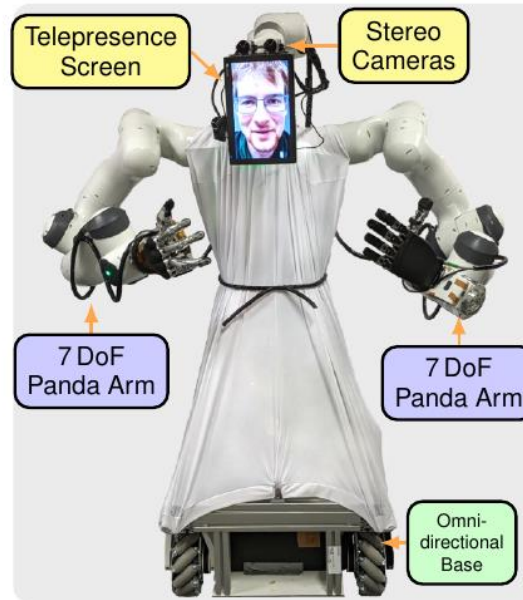 Telepresence
Screen
Stereo
Cameras
7 DoF
Panda Arm
7 DoF
Panda Arm
Omni-
directional
Base